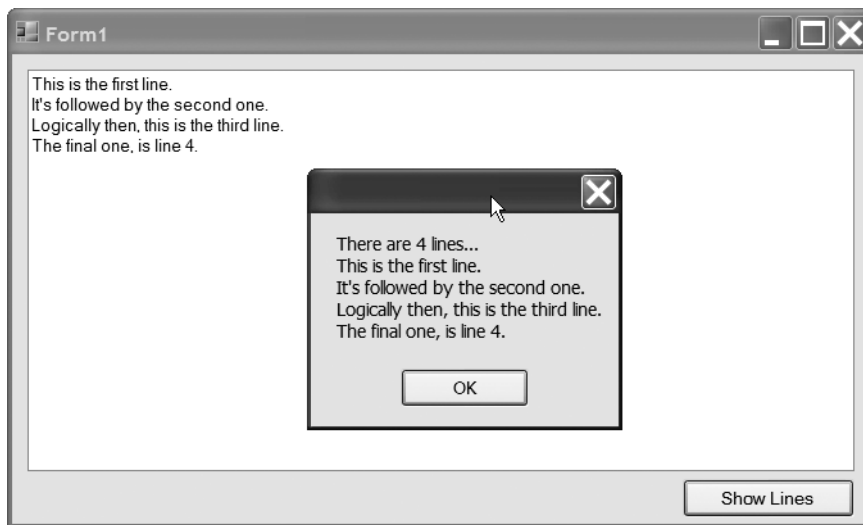 Form1
This is the first line.
It's followed by the second one.
Logically then, this is the third line.
The final one, is line 4.
There are 4 lines...
This is the first line.
It's followed by the second one.
Logically then, this is the third line.
The final one, is line 4.
OK
Show Lines